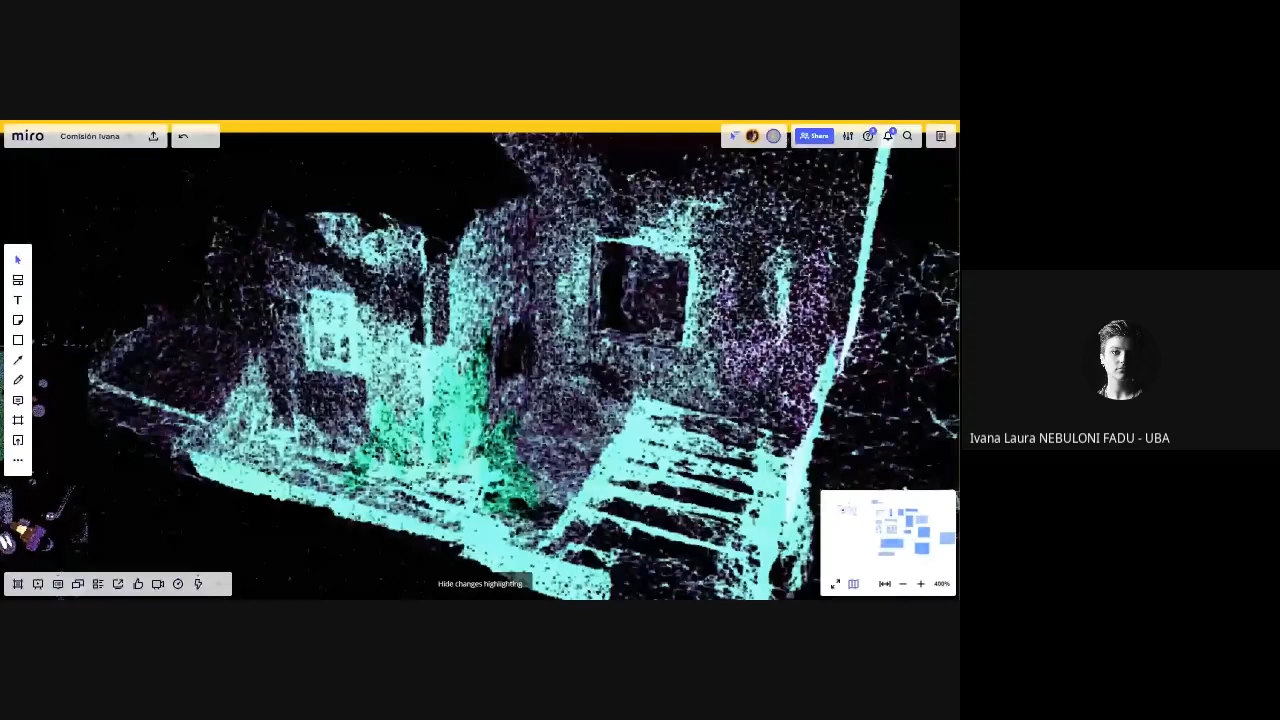 miro Comisión Ivana Share
T
Hide changes highlighting
400%
Ivana Laura NEBULONI FADU - UBA